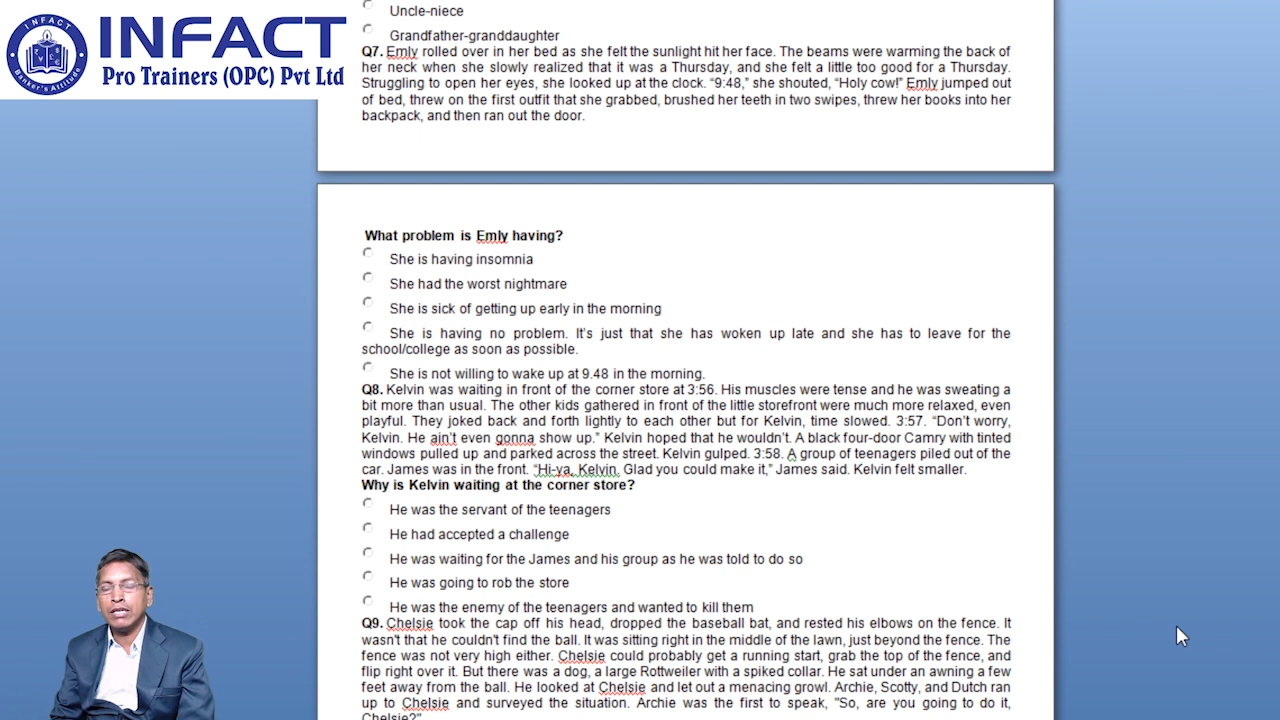 INFACT
Pro Trainers (OPC) Pvt Ltd
INFACT
Banker's Attitude
Uncle-niece
Grandfather-granddaughter
Q7. Emly rolled over in her bed as she felt the sunlight hit her face. The beams were warming the back of
her neck when she slowly realized that it was a Thursday, and she felt a little too good for a Thursday.
Struggling to open her eyes, she looked up at the clock. “9:48,” she shouted, “Holy cow!” Emly jumped out
of bed, threw on the first outfit that she grabbed, brushed her teeth in two swipes, threw her books into her
backpack, and then ran out the door.
What problem is Emly having?
She is having insomnia
She had the worst nightmare
She is sick of getting up early in the morning
She is having no problem. It’s just that she has woken up late and she has to leave for the
school/college as soon as possible.
She is not willing to wake up at 9.48 in the morning.
Q8. Kelvin was waiting in front of the corner store at 3:56. His muscles were tense and he was sweating a
bit more than usual. The other kids gathered in front of the little storefront were much more relaxed, even
playful. They joked back and forth lightly to each other but for Kelvin, time slowed. 3:57. “Don’t worry,
Kelvin. He ain’t even gonna show up.” Kelvin hoped that he wouldn’t. A black four-door Camry with tinted
windows pulled up and parked across the street. Kelvin gulped. 3:58. A group of teenagers piled out of the
car. James was in the front. “Hi-ya, Kelvin. Glad you could make it,” James said. Kelvin felt smaller.
Why is Kelvin waiting at the corner store?
He was the servant of the teenagers
He had accepted a challenge
He was waiting for the James and his group as he was told to do so
He was going to rob the store
He was the enemy of the teenagers and wanted to kill them
Q9. Chelsie took the cap off his head, dropped the baseball bat, and rested his elbows on the fence. It
wasn't that he couldn't find the ball. It was sitting right in the middle of the lawn, just beyond the fence. The
fence was not very high either. Chelsie could probably get a running start, grab the top of the fence, and
flip right over it. But there was a dog, a large Rottweiler with a spiked collar. He sat under an awning a few
feet away from the ball. He looked at Chelsie and let out a menacing growl. Archie, Scotty, and Dutch ran
up to Chelsie and surveyed the situation. Archie was the first to speak, "So, are you going to do it,
Chelsie?"